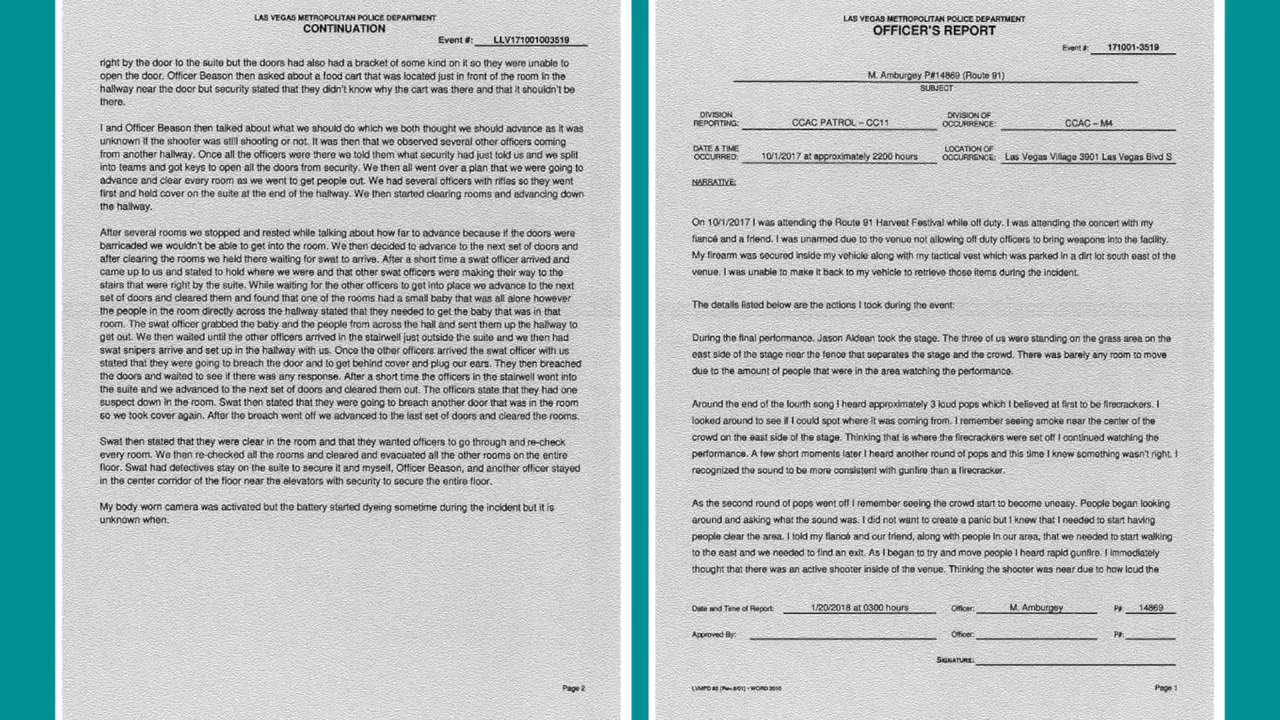 LAS VEGAS METROPOLITAN POLICE DEPARTMENT
CONTINUATION
Event #: LLV171001003519
right by the door to the suite but the doors had also had a bracket of some kind on it so they were unable to
open the door. Officer Beason then asked about a food cart that was located just in front of the room in the
hallway near the door but security stated that they didn't know why the cart was there and that it shouldn't be
there.
I and Officer Beason then talked about what we should do which we both thought we should advance as it was
unknown if the shooter was still shooting or not. It was then that we observed several other officers coming
from another hallway. Once all the officers were there we told them what security had just told us and we split
into teams and got keys to open all the doors from security. We then all went over a plan that we were going to
advance and clear every room as we went to get people out. We had several officers with rifles so they went
first and held cover on the suite at the end of the hallway. We then started clearing rooms and advancing down
the hallway.
After several rooms we stopped and rested while talking about how far to advance because if the doors were
barricaded we wouldn't be able to get into the room. We then decided to advance to the next set of doors and
after clearing the rooms we held there waiting for swat to arrive. After a short time a swat officer arrived and
came up to us and stated to hold where we were and that other swat officers were making their way to the
stairs that were right by the suite. While waiting for the other officers to get into place we advance to the next
set of doors and cleared them and found that one of the rooms had a small baby that was all alone however
the people in the room directly across the hallway stated that they needed to get the baby that was in that
room. The swat officer grabbed the baby and the people from across the hall and sent them up the hallway to
get out. We then waited until the other officers arrived in the stairwell just outside the suite and we then had
swat snipers arrive and set up in the hallway with us. Once the other officers arrived the swat officer with us
stated that they were going to breach the door and to get behind cover and plug our ears. They then breached
the doors and waited to see if there was any response. After a short time the officers in the stairwell went into
the suite and we advanced to the next set of doors and cleared them out. The officers state that they had one
suspect down in the room. Swat then stated that they were going to breach another door that was in the room
so we took cover again. After the breach went off we advanced to the last set of doors and cleared the rooms.
Swat then stated that they were clear in the room and that they wanted officers to go through and re-check
every room. We then re-checked all the rooms and cleared and evacuated all the other rooms on the entire
floor. Swat had detectives stay on the suite to secure it and myself, Officer Beason, and another officer stayed
in the center corridor of the floor near the elevators with security to secure the entire floor.
My body worn camera was activated but the battery started dyeing sometime during the incident but it is
unknown when.
Page 2
LAS VEGAS METROPOLITAN POLICE DEPARTMENT
OFFICER'S REPORT
Event #: 171001-3519
M. Amburgey P#14869 (Route 91)
SUBJECT
DIVISION REPORTING: CCAC PATROL – CC11 DIVISION OF OCCURRENCE: CCAC – M4
DATE & TIME OCCURRED: 10/1/2017 at approximately 2200 hours LOCATION OF OCCURRENCE: Las Vegas Village 3901 Las Vegas Blvd S
NARRATIVE:
On 10/1/2017 I was attending the Route 91 Harvest Festival while off duty. I was attending the concert with my
fiancé and a friend. I was unarmed due to the venue not allowing off duty officers to bring weapons into the facility.
My firearm was secured inside my vehicle along with my tactical vest which was parked in a dirt lot south east of the
venue. I was unable to make it back to my vehicle to retrieve those items during the incident.
The details listed below are the actions I took during the event:
During the final performance, Jason Aldean took the stage. The three of us were standing on the grass area on the
east side of the stage near the fence that separates the stage and the crowd. There was barely any room to move
due to the amount of people that were in the area watching the performance.
Around the end of the fourth song I heard approximately 3 loud pops which I believed at first to be firecrackers. I
looked around to see if I could spot where it was coming from. I remember seeing smoke near the center of the
crowd on the east side of the stage. Thinking that is where the firecrackers were set off I continued watching the
performance. A few short moments later I heard another round of pops and this time I knew something wasn't right. I
recognized the sound to be more consistent with gunfire than a firecracker.
As the second round of pops went off I remember seeing the crowd start to become uneasy. People began looking
around and asking what the sound was. I did not want to create a panic but I knew that I needed to start having
people clear the area. I told my fiancé and our friend, along with people in our area, that we needed to start walking
to the east and we needed to find an exit. As I began to try and move people I heard rapid gunfire. I immediately
thought that there was an active shooter inside of the venue. Thinking the shooter was near due to how loud the
Date and Time of Report: 1/20/2018 at 0300 hours Officer: M. Amburgey P#: 14869
Approved By: Officer: P#:
SIGNATURE:
LVMPD 82 (Rev. 8/01) • WORD 2010
Page 1